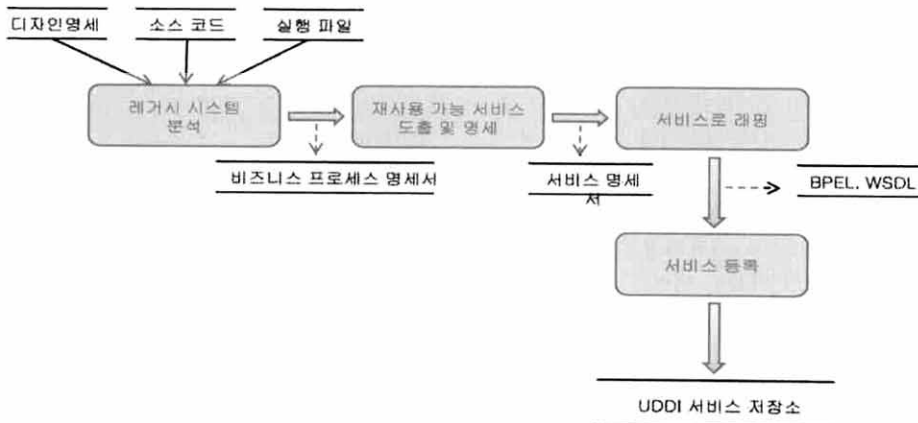 디자인명세
소스 코드
실행 파일
레거시 시스템
분석
재사용 가능 서비스
도출 및 명세
서비스로 래핑
비즈니스 프로세스 명세서
서비스 명세
서
BPEL, WSDL
서비스 등록
UDDI 서비스 저장소